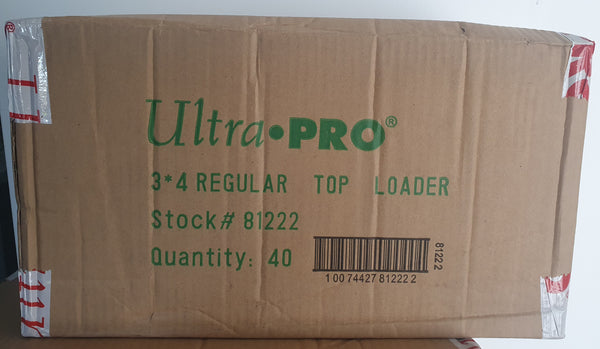 Ultra•PRO®
3*4 REGULAR TOP LOADER
Stock# 81222
Quantity: 40
81222
1 00 74427 81222 2